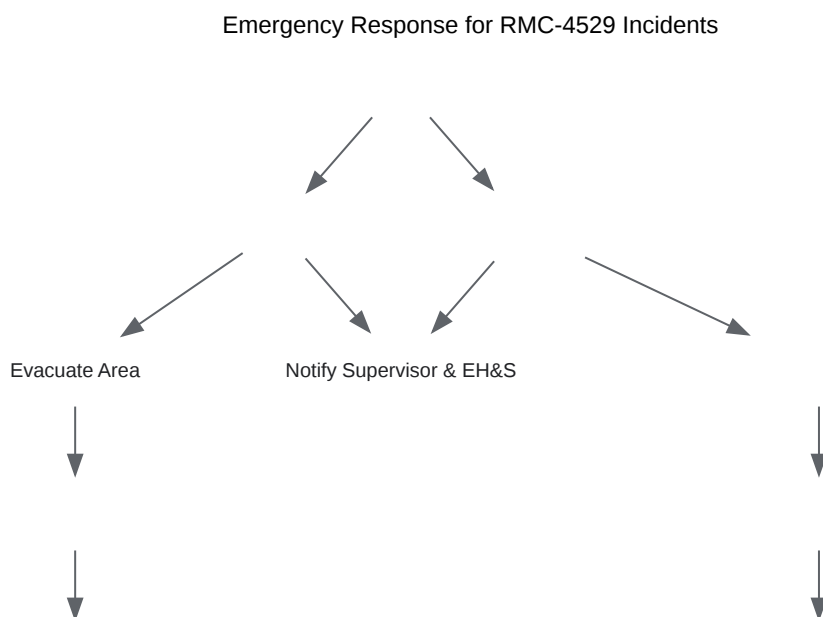 Emergency Response for RMC-4529 Incidents
Evacuate Area
Notify Supervisor & EH&S